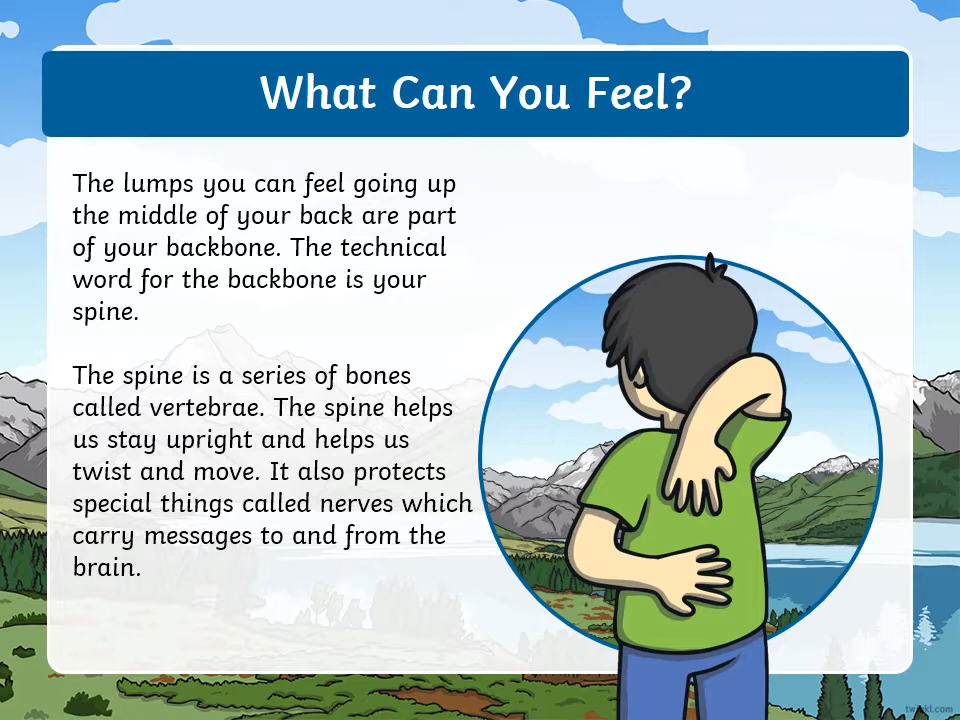 What Can You Feel?
The lumps you can feel going up
the middle of your back are part
of your backbone. The technical
word for the backbone is your
spine.
The spine is a series of bones
called vertebrae. The spine helps
us stay upright and helps us
twist and move. It also protects
special things called nerves which
carry messages to and from the
brain.
twinkl.com